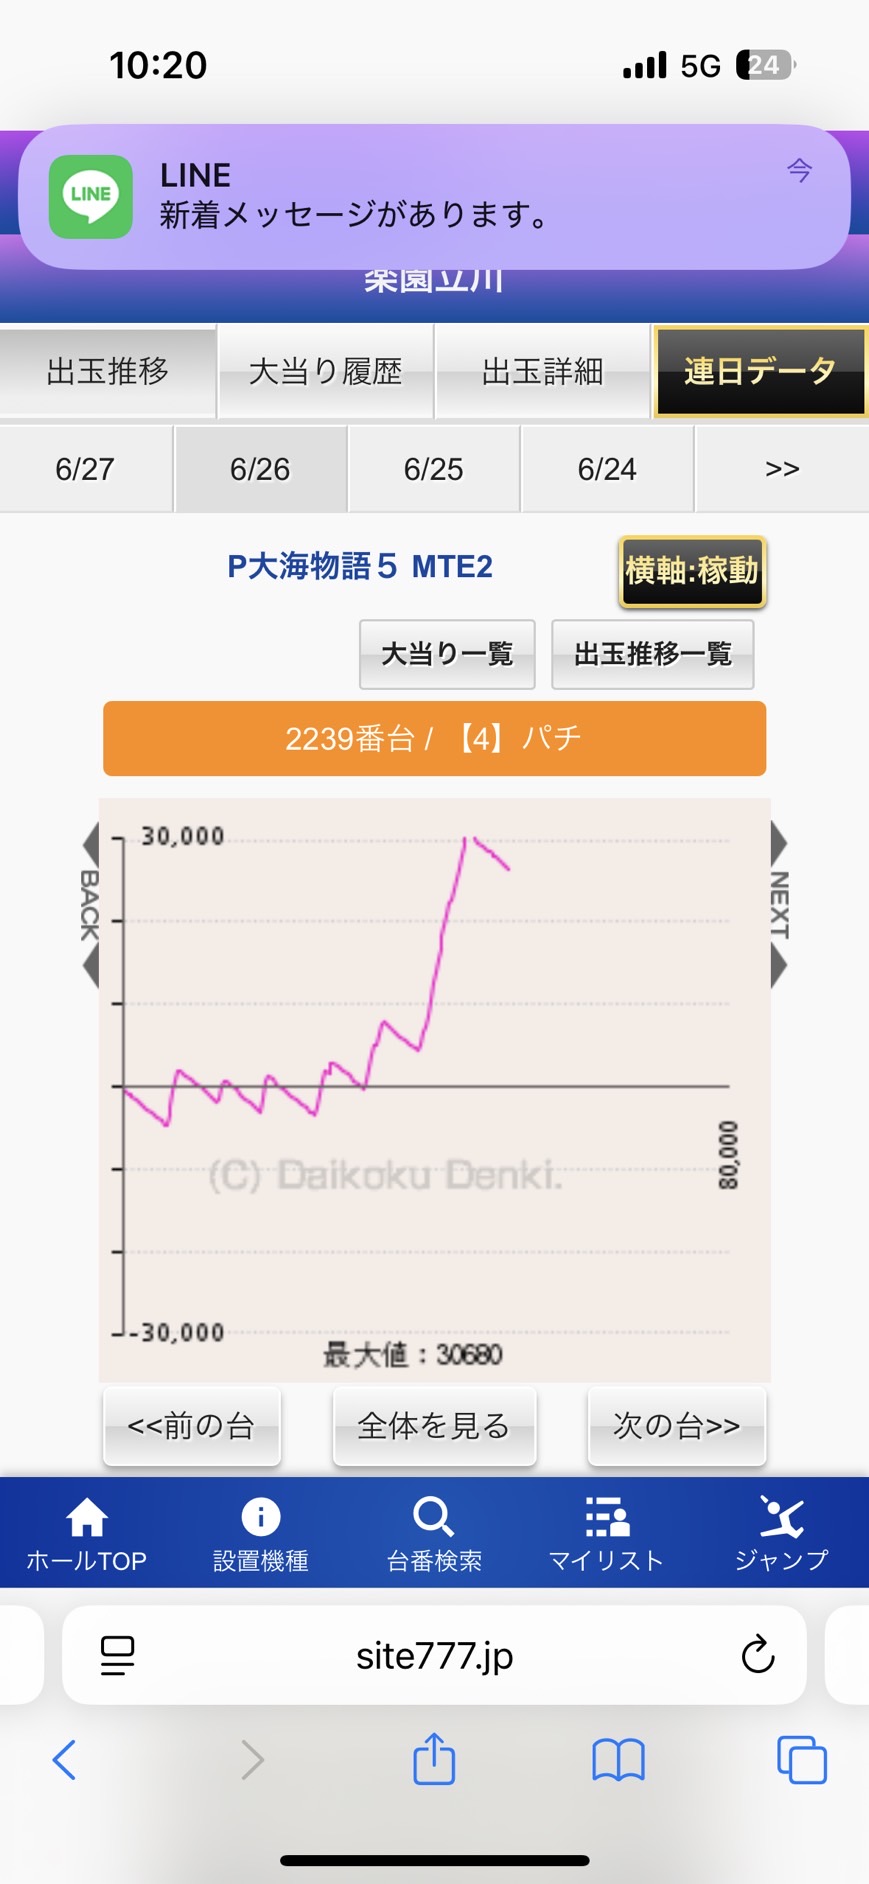 10:20
5G 24
LINE
LINE
今
新着メッセージがあります。
楽園立川
出玉推移 大当り履歴 出玉詳細 連日データ
6/27 6/26 6/25 6/24 >>
P大海物語5 MTE2
横軸:稼動
大当り一覧 出玉推移一覧
2239番台 / 【4】パチ
30,000
BACK
NEXT
80,000
(C) Daikoku Denki.
-30,000
最大値：30680
<<前の台 全体を見る 次の台>>
ホールTOP 設置機種 台番検索 マイリスト ジャンプ
site777.jp